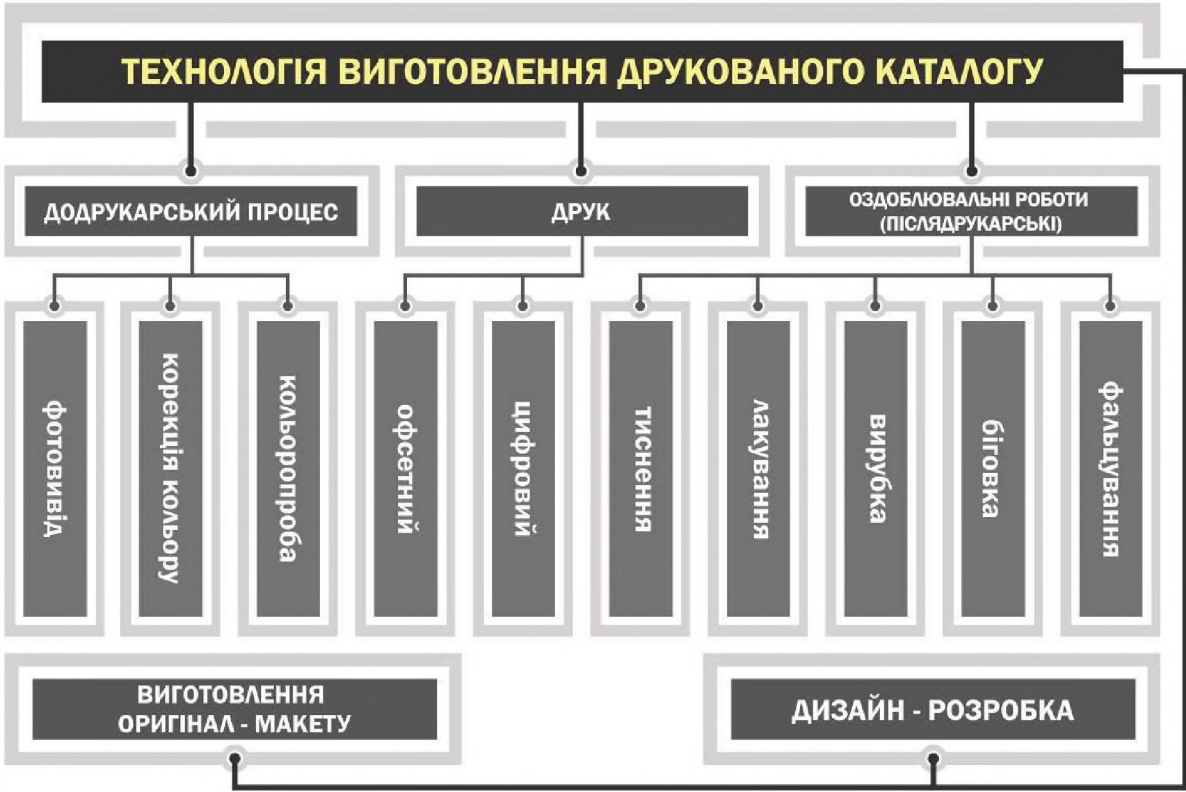 ТЕХНОЛОГІЯ ВИГОТОВЛЕННЯ ДРУКОВАНОГО КАТАЛОГУ
ДОДРУКАРСЬКИЙ ПРОЦЕС
ДРУК
ОЗДОБЛЮВАЛЬНІ РОБОТИ
(ПІСЛЯДРУКАРСЬКІ)
фотовивід
корекція кольору
кольоропроба
офсетний
цифровий
тиснення
лакування
вирубка
біговка
фальцування
ВИГОТОВЛЕННЯ
ОРИГІНАЛ - МАКЕТУ
ДИЗАЙН - РОЗРОБКА